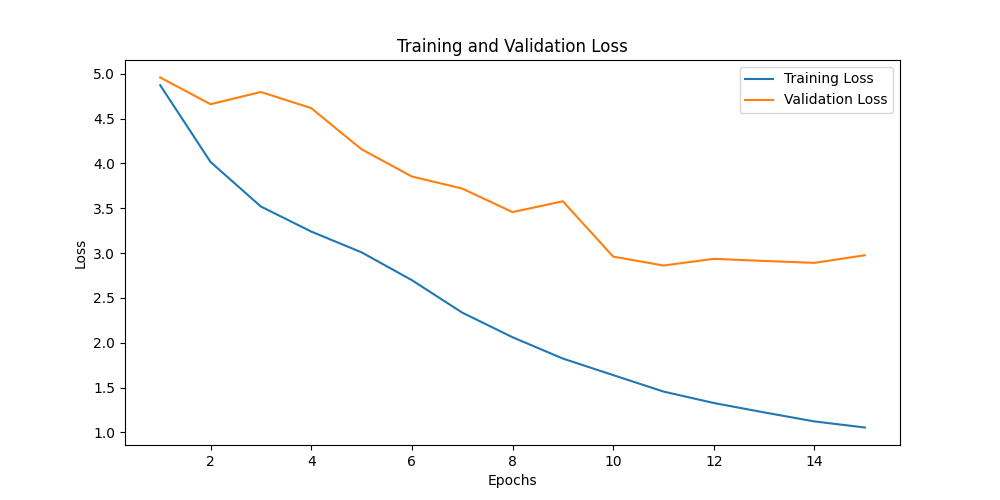 Training and Validation Loss
Training Loss
Validation Loss
Loss
5.0
4.5
4.0
3.5
3.0
2.5
2.0
1.5
1.0
2 4 6 8 10 12 14
Epochs